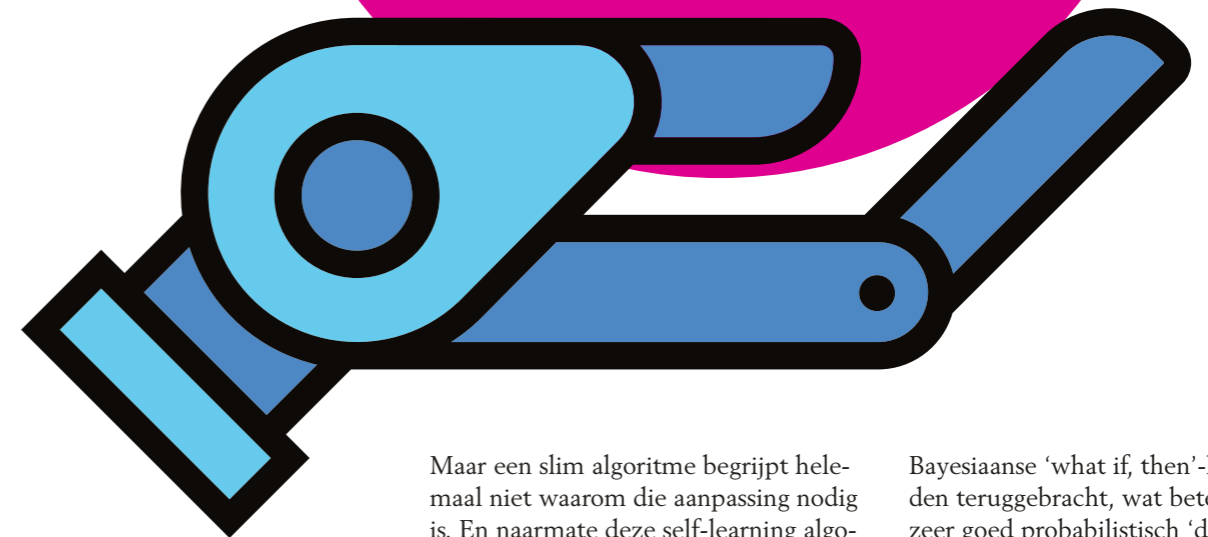 Maar een slim algoritme begrijpt hele-
maal niet waarom die aanpassing nodig
is. En naarmate deze self-learning algo-
Bayesiaanse ‘what if, then’-
den teruggebracht, wat bete
zeer goed probabilistisch ‘d